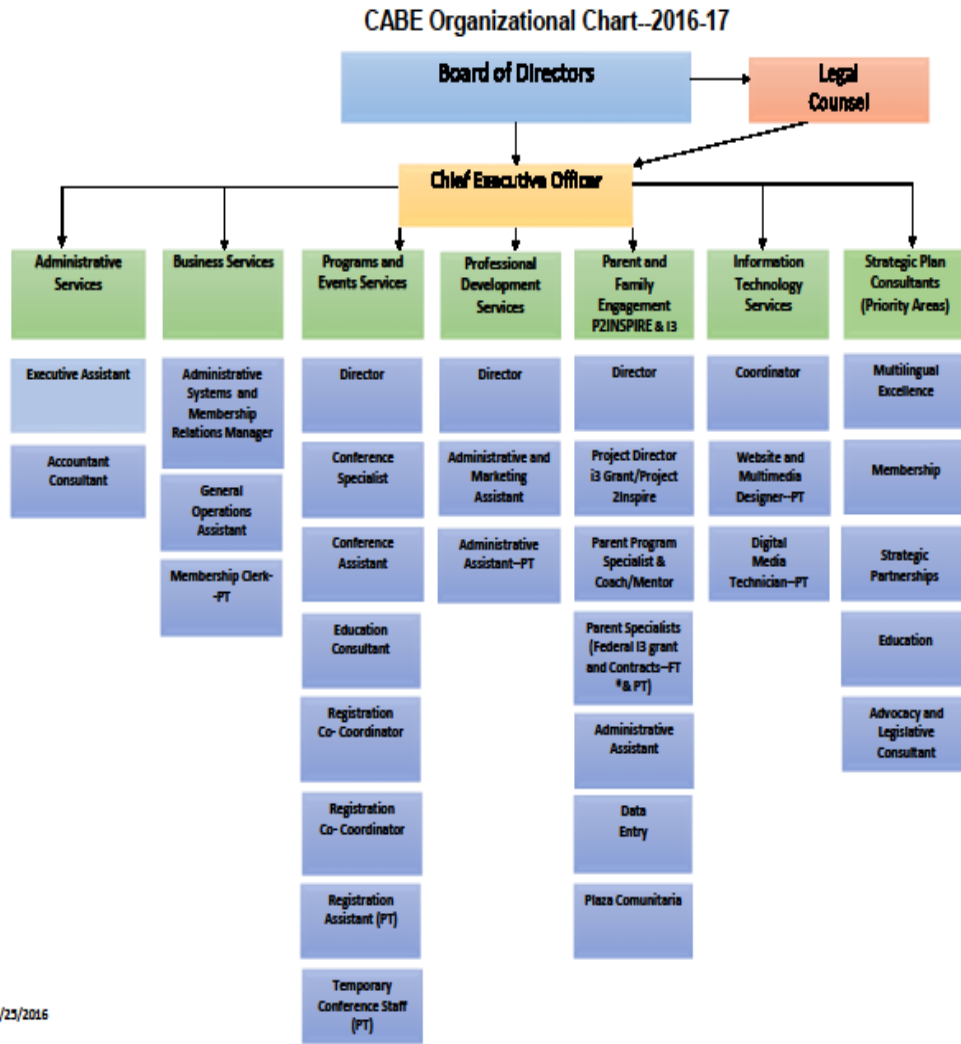 CABE Organizational Chart--2016-17
Board of Directors
Legal
Counsel
Chief Executive Officer
Administrative
Services
Executive Assistant
Accountant
Consultant
Business Services
Administrative
Systems and
Membership
Relations Manager
General
Operations
Assistant
Membership Clerk-
-PT
Programs and
Events Services
Director
Conference
Specialist
Conference
Assistant
Education
Consultant
Registration
Co- Coordinator
Registration
Co- Coordinator
Registration
Assistant (PT)
Temporary
Conference Staff
(PT)
Professional
Development
Services
Director
Administrative and
Marketing
Assistant
Administrative
Assistant--PT
Parent and
Family
Engagement
P2INSPIRE & I3
Director
Project Director
i3 Grant/Project
2Inspire
Parent Program
Specialist &
Coach/Mentor
Parent Specialists
(Federal I3 grant
and Contracts--FT
*& PT)
Administrative
Assistant
Data
Entry
Plaza Comunitaria
Information
Technology
Services
Coordinator
Website and
Multimedia
Designer--PT
Digital
Media
Technician--PT
Strategic Plan
Consultants
(Priority Areas)
Multilingual
Excellence
Membership
Strategic
Partnerships
Education
Advocacy and
Legislative
Consultant
/25/2016